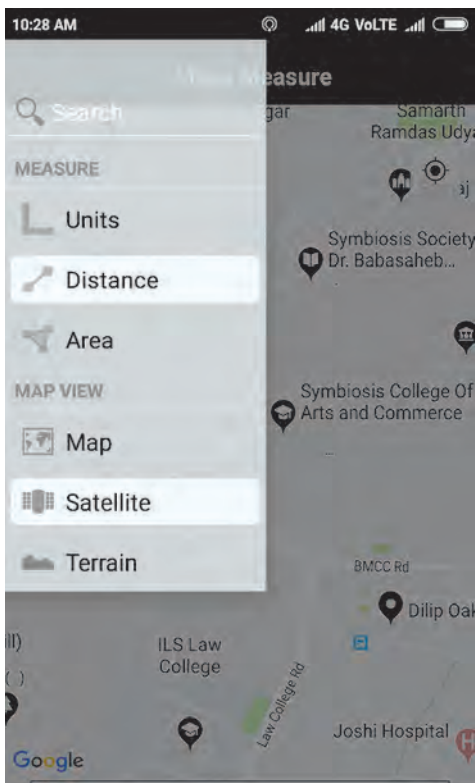 10:28 AM
4G VoLTE
easure
Search
MEASURE
Units
Distance
Area
MAP VIEW
Map
Satellite
Terrain
gar
Samarth
Ramdas Udya
aj
Symbiosis Society
Dr. Babasaheb...
Symbiosis College Of
Arts and Commerce
BMCC Rd
Dilip Oak
ill)
ILS Law
College
( )
Law College Rd
Joshi Hospital
H
Google